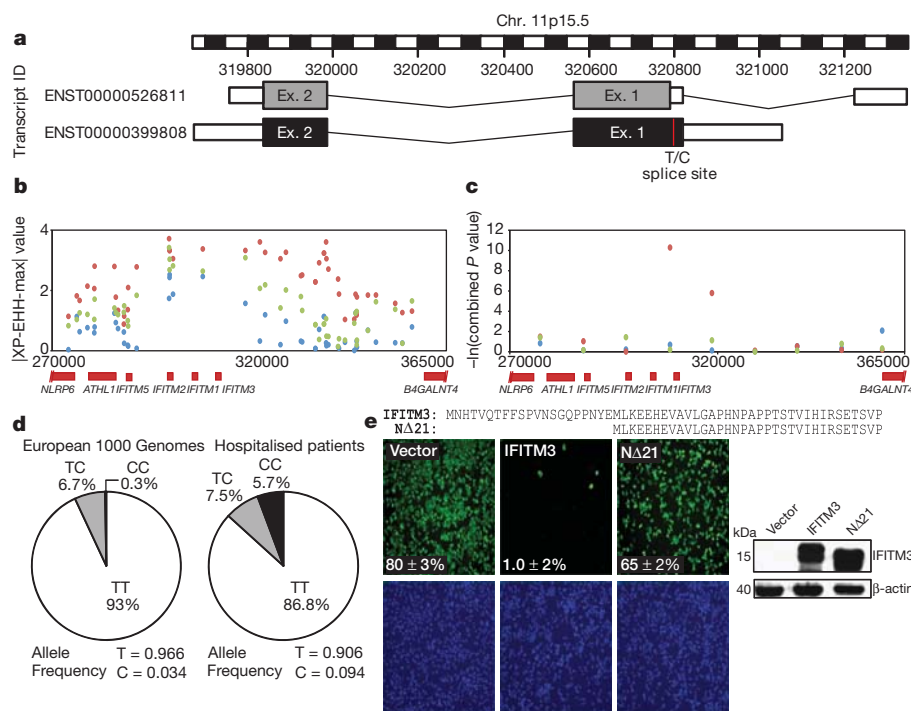 Chr. 11p15.5
a
Transcript ID
319800 320000 320200 320400 320600 320800 321000 321200
ENST00000526811
Ex. 2
Ex. 1
ENST00000399808
Ex. 2
Ex. 1
T/C
splice site
b
|XP-EHH-max| value
4
2
0
270000 320000 365000
NLRP6 ATHL1 IFITM5 IFITM2 IFITM1 IFITM3 B4GALNT4
c
−ln(combined P value)
12
10
8
6
4
2
0
270000 320000 365000
NLRP6 ATHL1 IFITM5 IFITM2 IFITM1 IFITM3 B4GALNT4
d
European 1000 Genomes
TC
6.7%
CC
0.3%
TT
93%
Allele
Frequency
T = 0.966
C = 0.034
Hospitalised patients
TC
7.5%
CC
5.7%
TT
86.8%
Allele
Frequency
T = 0.906
C = 0.094
e
IFITM3: MNHTVQTFFSPVNSGQPPNYEMLKEEHEVAVLGAPHNPAPPTSTVIHIRSETSVP
NΔ21: MLKEEHEVAVLGAPHNPAPPTSTVIHIRSETSVP
Vector
80 ± 3%
IFITM3
1.0 ± 2%
NΔ21
65 ± 2%
kDa
Vector
IFITM3
NΔ21
15
IFITM3
40
β-actin